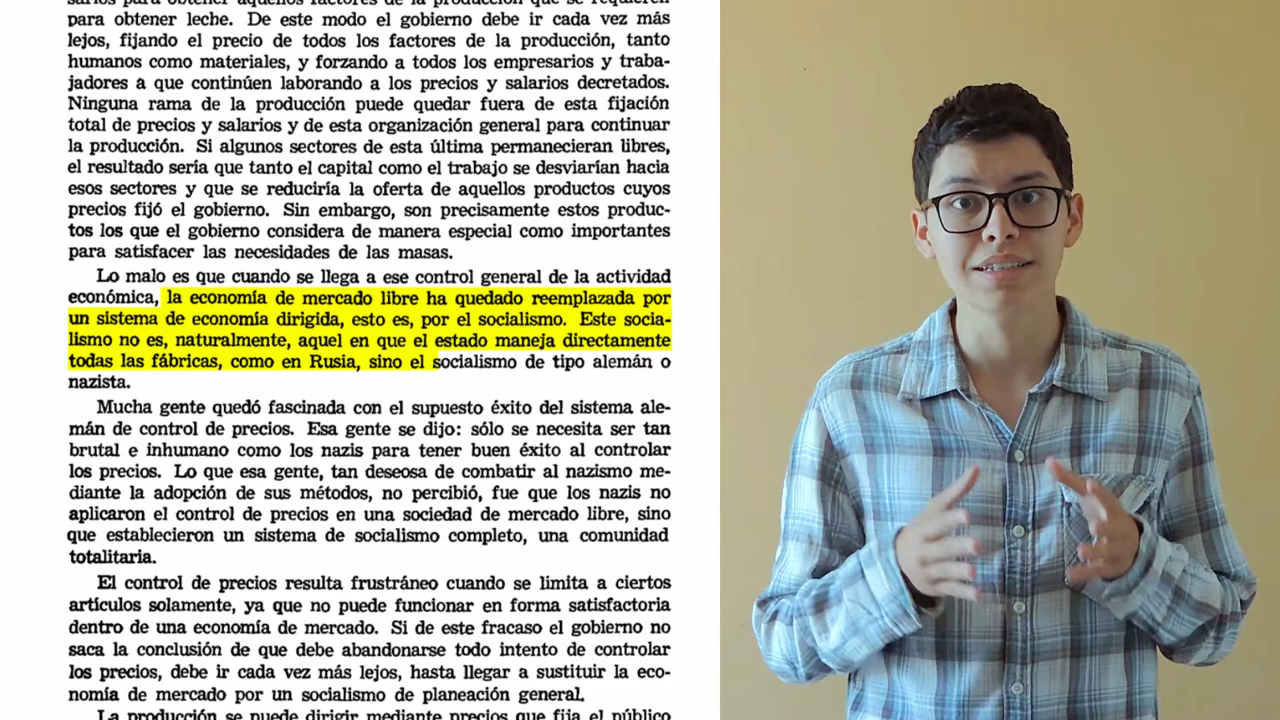 sarios para obtener aquellos factores de la producción que se requieren
para obtener leche. De este modo el gobierno debe ir cada vez más
lejos, fijando el precio de todos los factores de la producción, tanto
humanos como materiales, y forzando a todos los empresarios y traba-
jadores a que continúen laborando a los precios y salarios decretados.
Ninguna rama de la producción puede quedar fuera de esta fijación
total de precios y salarios y de esta organización general para continuar
la producción. Si algunos sectores de esta última permanecieran libres,
el resultado sería que tanto el capital como el trabajo se desviarían hacia
esos sectores y que se reduciría la oferta de aquellos productos cuyos
precios fijó el gobierno. Sin embargo, son precisamente estos produc-
tos los que el gobierno considera de manera especial como importantes
para satisfacer las necesidades de las masas.
Lo malo es que cuando se llega a ese control general de la actividad
económica, la economía de mercado libre ha quedado reemplazada por
un sistema de economía dirigida, esto es, por el socialismo. Este socia-
lismo no es, naturalmente, aquel en que el estado maneja directamente
todas las fábricas, como en Rusia, sino el socialismo de tipo alemán o
nazista.
Mucha gente quedó fascinada con el supuesto éxito del sistema ale-
mán de control de precios. Esa gente se dijo: sólo se necesita ser tan
brutal e inhumano como los nazis para tener buen éxito al controlar
los precios. Lo que esa gente, tan deseosa de combatir al nazismo me-
diante la adopción de sus métodos, no percibió, fue que los nazis no
aplicaron el control de precios en una sociedad de mercado libre, sino
que establecieron un sistema de socialismo completo, una comunidad
totalitaria.
El control de precios resulta frustráneo cuando se limita a ciertos
artículos solamente, ya que no puede funcionar en forma satisfactoria
dentro de una economía de mercado. Si de este fracaso el gobierno no
saca la conclusión de que debe abandonarse todo intento de controlar
los precios, debe ir cada vez más lejos, hasta llegar a sustituir la eco-
nomía de mercado por un socialismo de planeación general.
La producción se puede dirigir mediante precios que fija el público